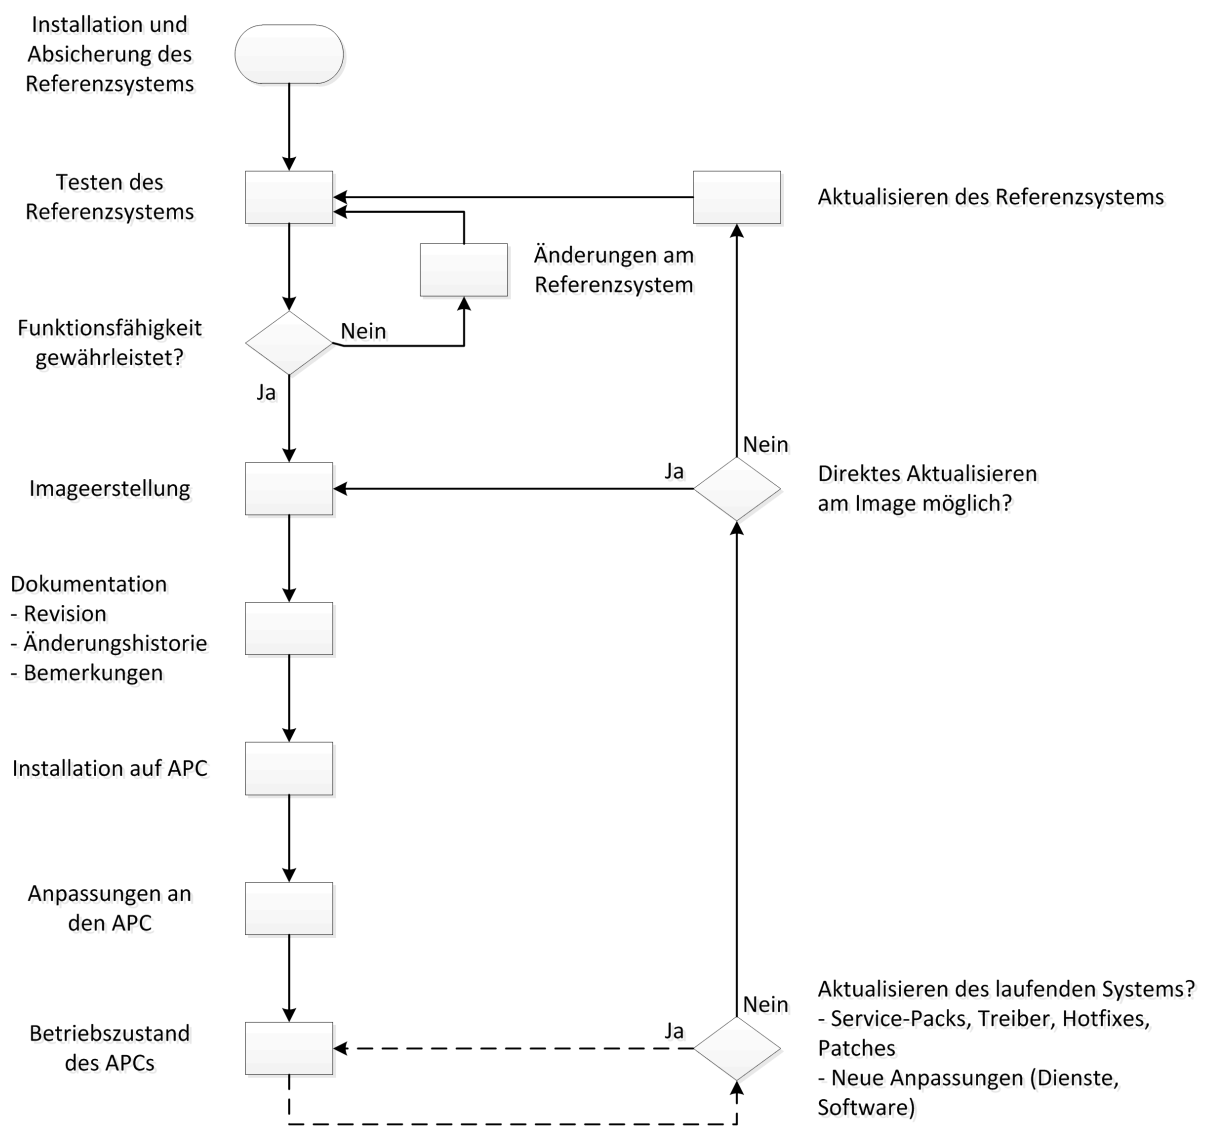 Installation und
Absicherung des
Referenzsystems
Testen des
Referenzsystems
Aktualisieren des Referenzsystems
Änderungen am
Referenzsystem
Funktionsfähigkeit
gewährleistet?
Nein
Ja
Nein
Ja
Direktes Aktualisieren
am Image möglich?
Imageerstellung
Dokumentation
- Revision
- Änderungshistorie
- Bemerkungen
Installation auf APC
Anpassungen an
den APC
Betriebszustand
des APCs
Nein
Ja
Aktualisieren des laufenden Systems?
- Service-Packs, Treiber, Hotfixes,
Patches
- Neue Anpassungen (Dienste,
Software)